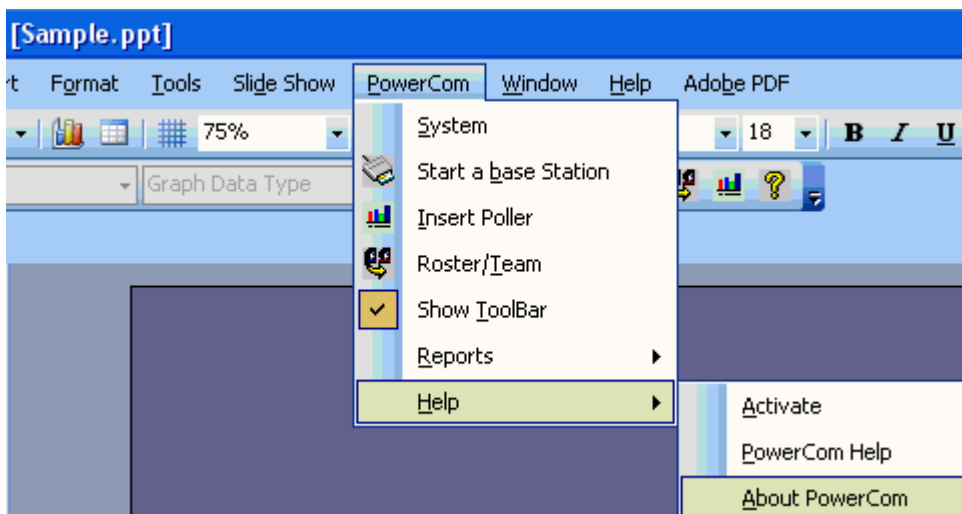 [Sample.ppt]
Format Tools Slide Show PowerCom Window Help Adobe PDF
75% 18 B I U
Graph Data Type
System
Start a base Station
Insert Poller
Roster/Team
Show ToolBar
Reports
Help
Activate
PowerCom Help
About PowerCom